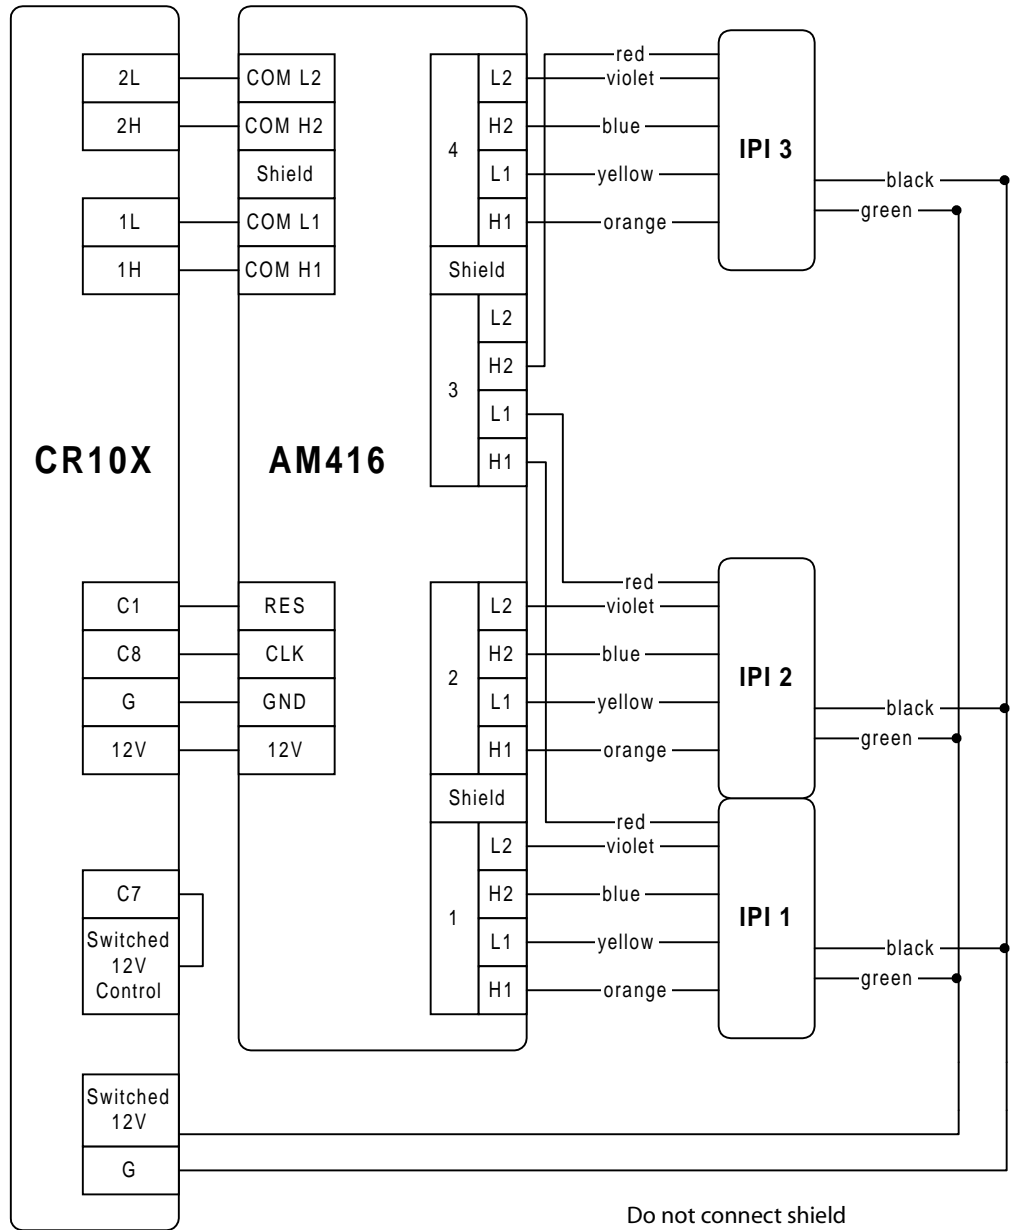 red
2L COM L2 L2 violet
2H COM H2 H2 blue
4 IPI 3
Shield L1 yellow black
1L COM L1 H1 orange green
1H COM H1 Shield
L2
H2
3
L1
CR10X AM416 H1
red
C1 RES L2 violet
C8 CLK H2 blue
2 IPI 2
G GND L1 yellow black
12V 12V H1 orange green
Shield
red
L2 violet
C7 H2 blue
1 IPI 1
Switched L1 yellow black
12V
Control H1 orange green
Switched
12V
G
Do not connect shield